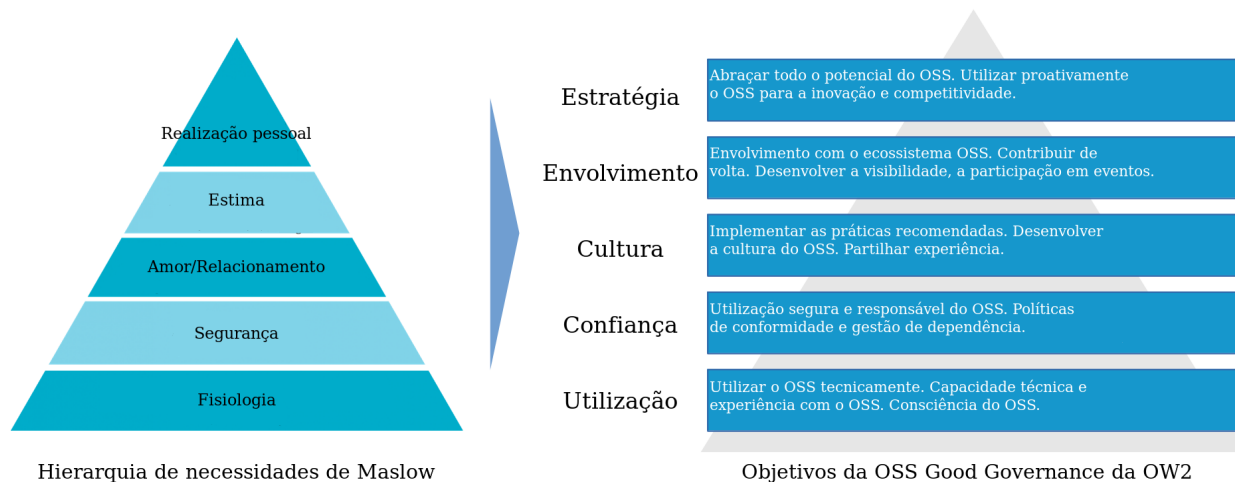 Realização pessoal
Estima
Amor/Relacionamento
Segurança
Fisiologia
Hierarquia de necessidades de Maslow
Estratégia
Abraçar todo o potencial do OSS. Utilizar proativamente
o OSS para a inovação e competitividade.
Envolvimento
Envolvimento com o ecossistema OSS. Contribuir de
volta. Desenvolver a visibilidade, a participação em eventos.
Cultura
Implementar as práticas recomendadas. Desenvolver
a cultura do OSS. Partilhar experiência.
Confiança
Utilização segura e responsável do OSS. Políticas
de conformidade e gestão de dependência.
Utilização
Utilizar o OSS tecnicamente. Capacidade técnica e
experiência com o OSS. Consciência do OSS.
Objetivos da OSS Good Governance da OW2